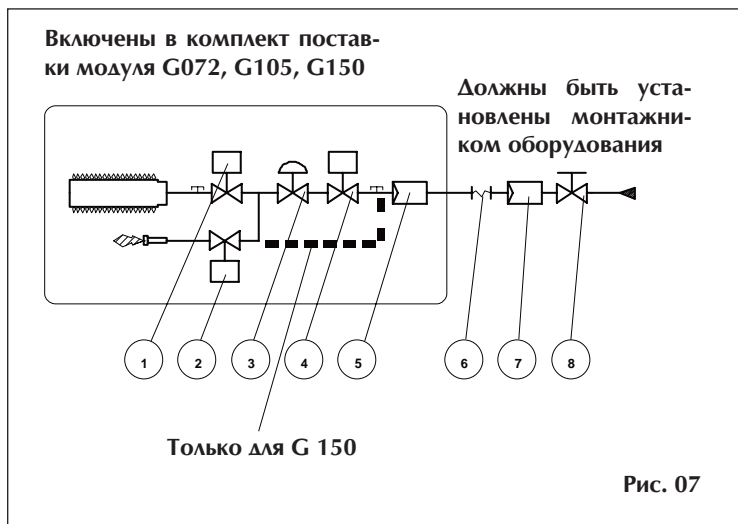 Включены в комплект постав-
ки модуля G072, G105, G150
Должны быть уста-
новлены монтажни-
ком оборудования
1 2 3 4 5 6 7 8
Только для G 150
Рис. 07